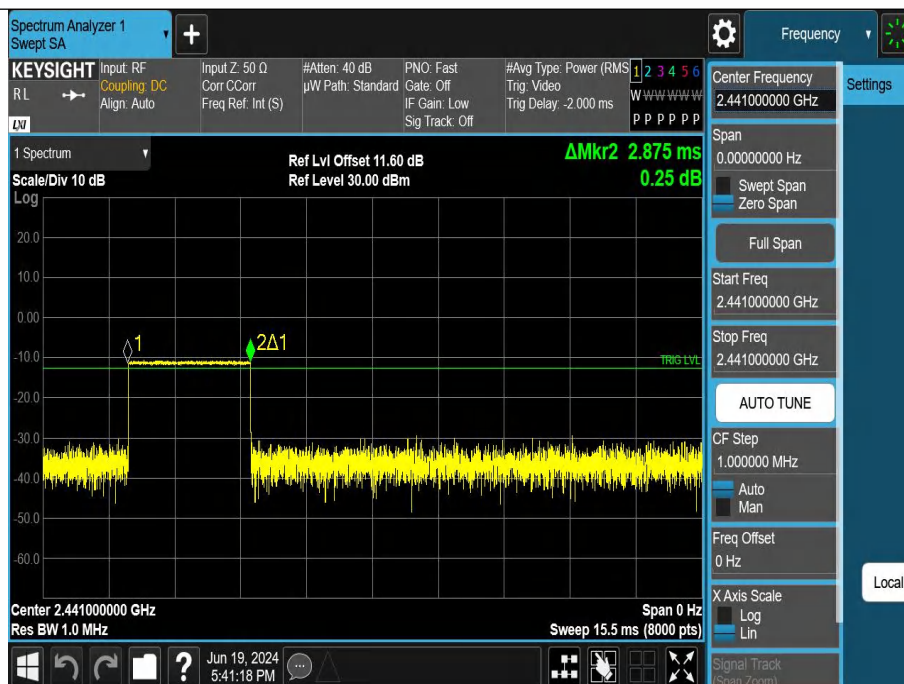 Spectrum Analyzer 1
Swept SA
+
Frequency
KEYSIGHT
R L
LXI
Input: RF
Coupling: DC
Align: Auto
Input Z: 50 Ω
Corr CCorr
Freq Ref: Int (S)
#Atten: 40 dB
µW Path: Standard
PNO: Fast
Gate: Off
IF Gain: Low
Sig Track: Off
#Avg Type: Power (RMS
Trig: Video
Trig Delay: -2.000 ms
1 2 3 4 5 6
W W W W W W
P P P P P P
Center Frequency
2.441000000 GHz
Settings
Span
0.00000000 Hz
Swept Span
Zero Span
Full Span
Start Freq
2.441000000 GHz
Stop Freq
2.441000000 GHz
AUTO TUNE
CF Step
1.000000 MHz
Auto
Man
Freq Offset
0 Hz
X Axis Scale
Log
Lin
Signal Track
(Span Zoom)
Local
1 Spectrum
Scale/Div 10 dB
Log
Ref Lvl Offset 11.60 dB
Ref Level 30.00 dBm
ΔMkr2 2.875 ms
0.25 dB
20.0
10.0
0.00
-10.0
-20.0
-30.0
-40.0
-50.0
-60.0
1
2Δ1
TRIG LVL
Center 2.441000000 GHz
Res BW 1.0 MHz
Span 0 Hz
Sweep 15.5 ms (8000 pts)
?
Jun 19, 2024
5:41:18 PM